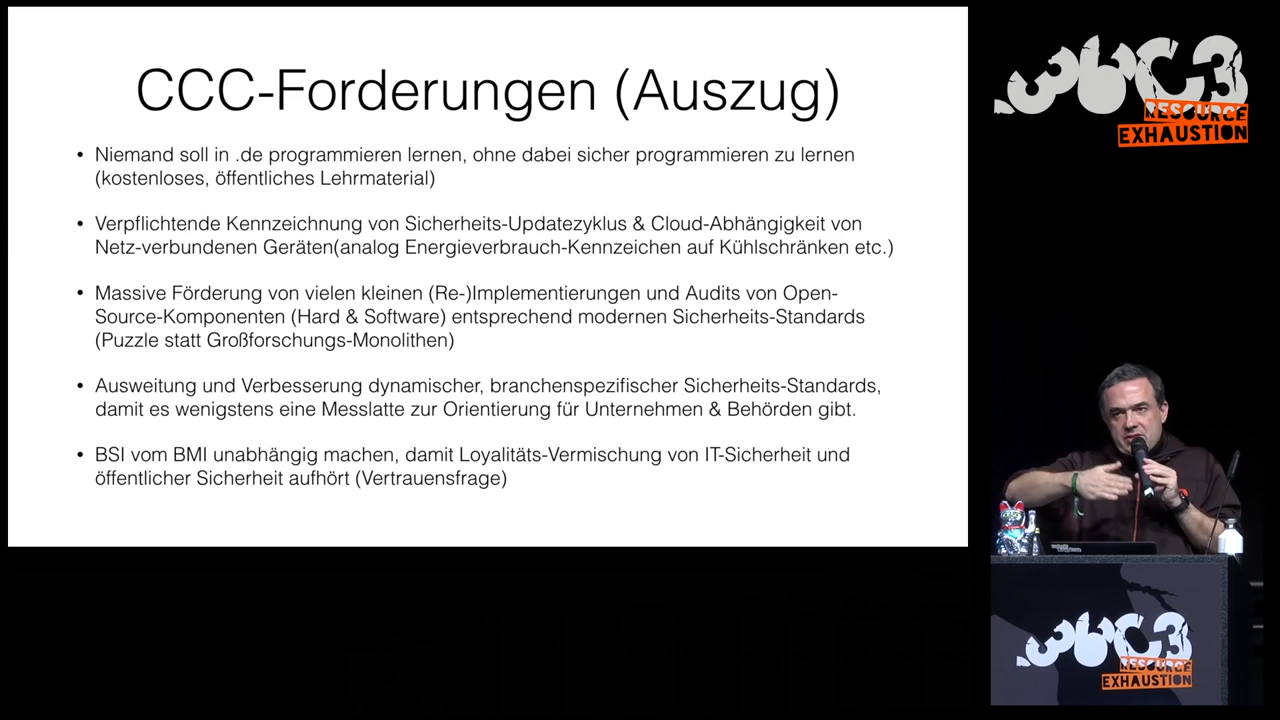 CCC-Forderungen (Auszug)
• Niemand soll in .de programmieren lernen, ohne dabei sicher programmieren zu lernen
(kostenloses, öffentliches Lehrmaterial)
• Verpflichtende Kennzeichnung von Sicherheits-Updatezyklus & Cloud-Abhängigkeit von
Netz-verbundenen Geräten(analog Energieverbrauch-Kennzeichen auf Kühlschränken etc.)
• Massive Förderung von vielen kleinen (Re-)Implementierungen und Audits von Open-
Source-Komponenten (Hard & Software) entsprechend modernen Sicherheits-Standards
(Puzzle statt Großforschungs-Monolithen)
• Ausweitung und Verbesserung dynamischer, branchenspezifischer Sicherheits-Standards,
damit es wenigstens eine Messlatte zur Orientierung für Unternehmen & Behörden gibt.
• BSI vom BMI unabhängig machen, damit Loyalitäts-Vermischung von IT-Sicherheit und
öffentlicher Sicherheit aufhört (Vertrauensfrage)
36C3
RESOURCE
EXHAUSTION
36C3
RESOURCE
EXHAUSTION